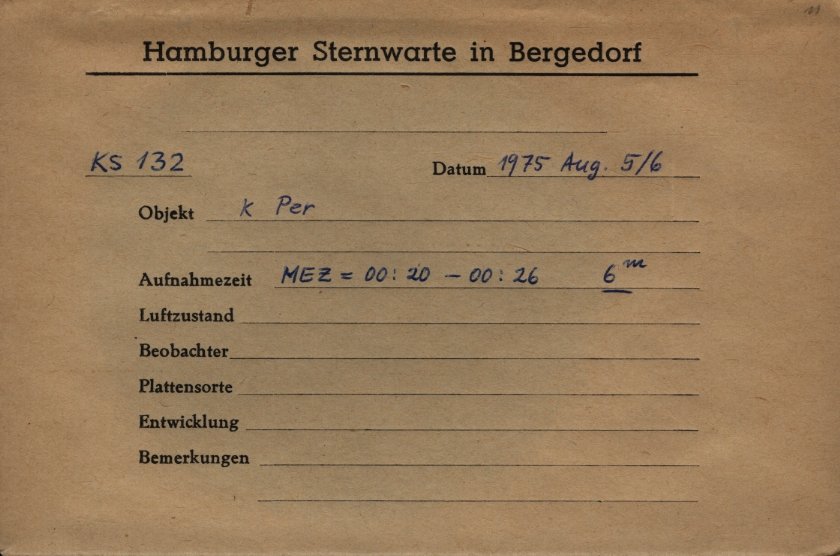 Hamburger Sternwarte in Bergedorf
KS 132 Datum 1975 Aug. 5/6
Objekt K Per
Aufnahmezeit MEZ = 00:20 – 00:26 6ᵐ
Luftzustand
Beobachter
Plattensorte
Entwicklung
Bemerkungen